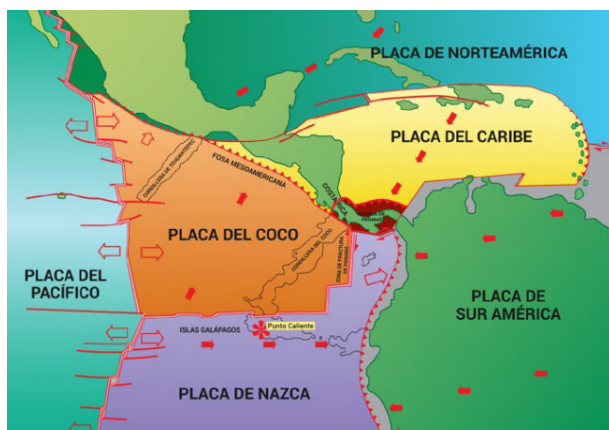 PLACA DE NORTEAMÉRICA
PLACA DEL CARIBE
CORDILLERA DE TEHUANTEPEC
FOSA MESOAMERICANA
COSTA RICA
PANAMÁ
PLACA DEL COCO
CORDILLERA DEL COCO
ZONA DE FRACTURA
DE PANAMÁ
PLACA DEL
PACÍFICO
PLACA DE
SUR AMÉRICA
ISLAS GALÁPAGOS
Punto Caliente
PLACA DE NAZCA